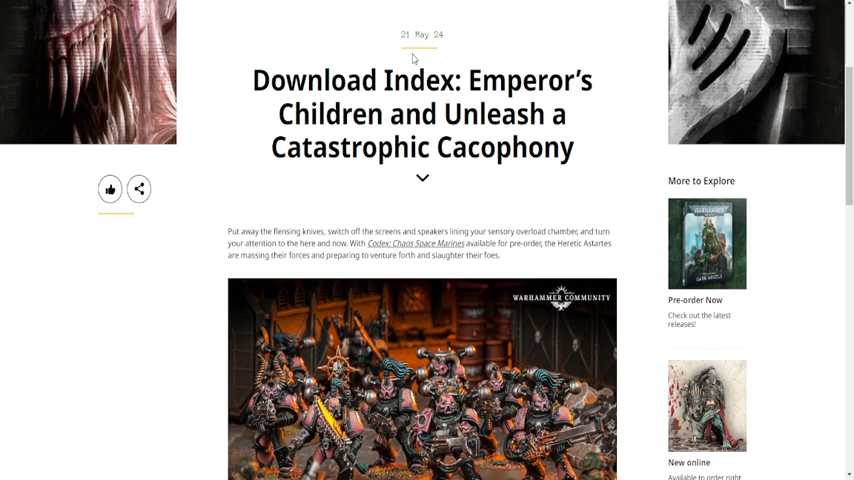 21 May 24
Download Index: Emperor's
Children and Unleash a
Catastrophic Cacophony
Put away the flensing knives, switch off the screens and speakers lining your sensory overload chamber, and turn
your attention to the here and now. With Codex: Chaos Space Marines available for pre-order, the Heretic Astartes
are massing their forces and preparing to venture forth and slaughter their foes.
WARHAMMER COMMUNITY
More to Explore
WARHAMMER
DARK ANGELS
Pre-order Now
Check out the latest
releases!
New online
Available to order right